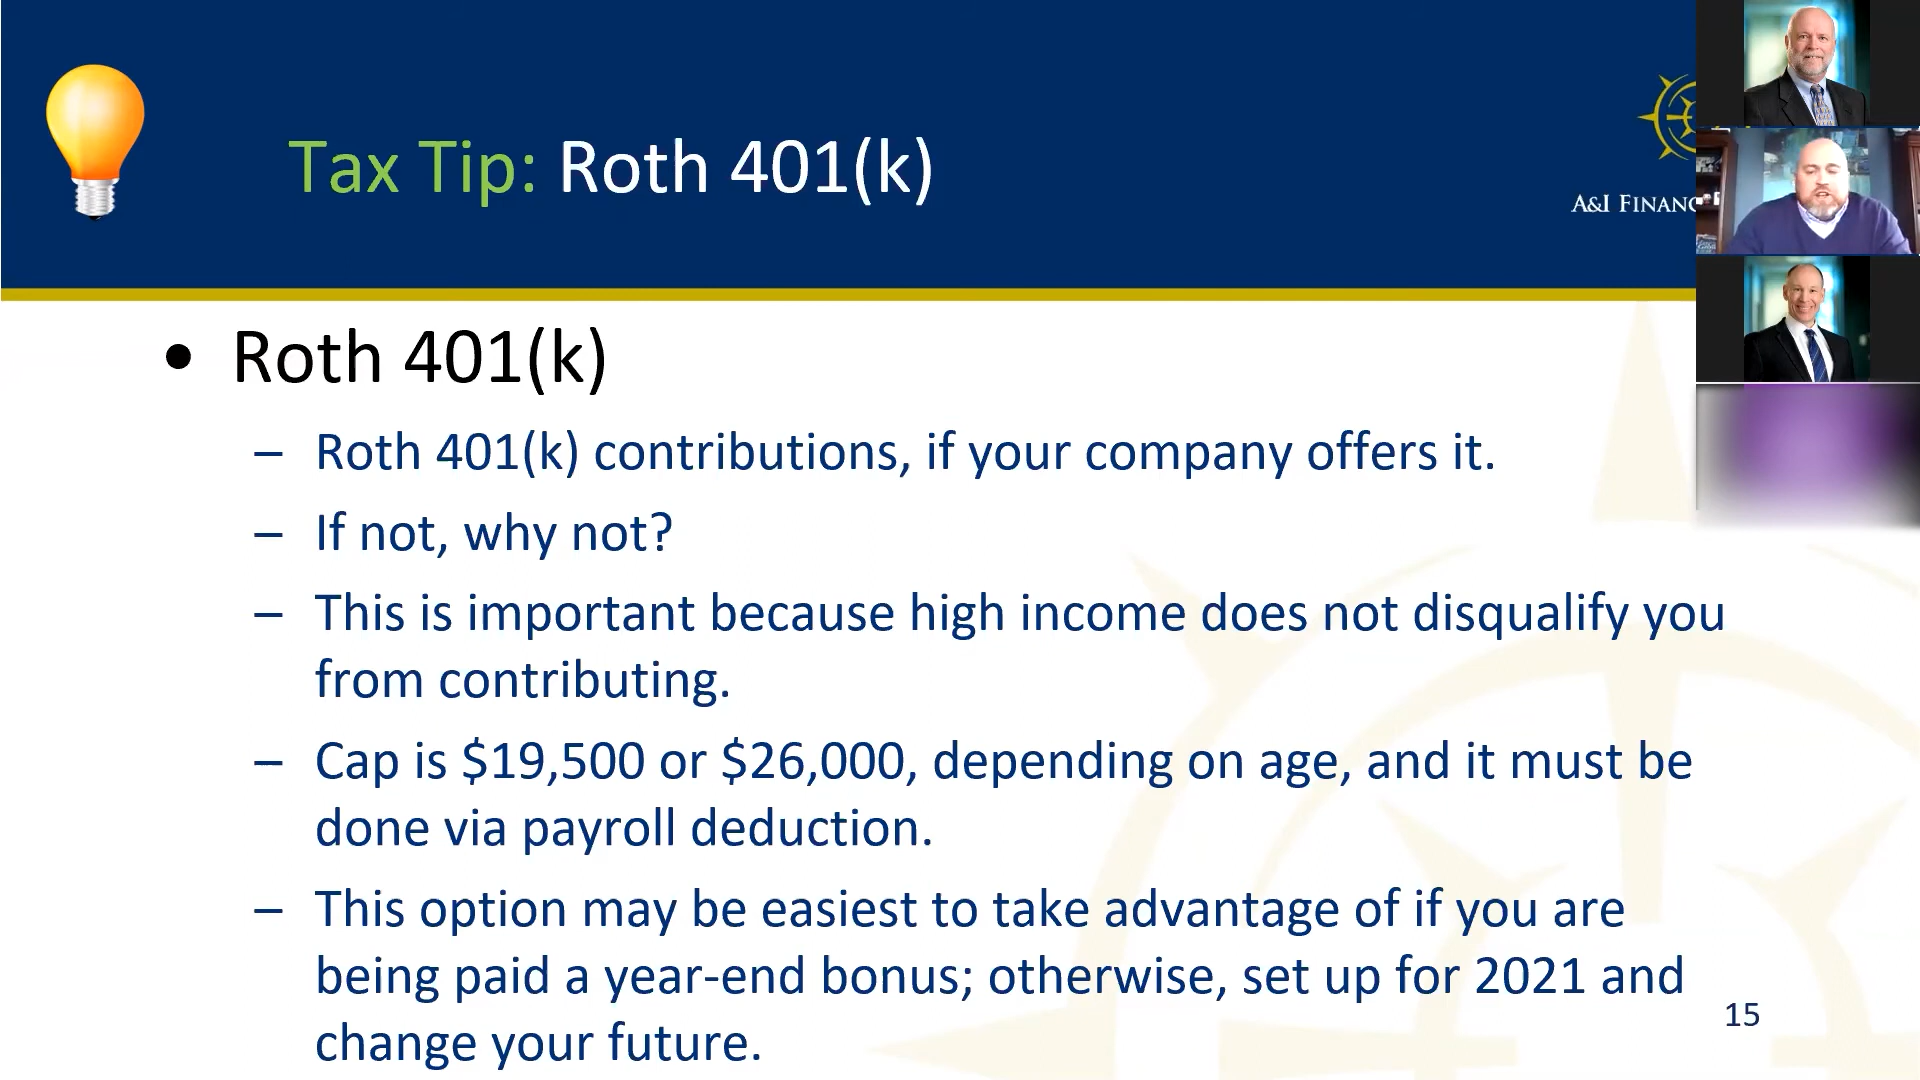 Tax Tip: Roth 401(k)
A&I FINANC
• Roth 401(k)
– Roth 401(k) contributions, if your company offers it.
– If not, why not?
– This is important because high income does not disqualify you
from contributing.
– Cap is $19,500 or $26,000, depending on age, and it must be
done via payroll deduction.
– This option may be easiest to take advantage of if you are
being paid a year-end bonus; otherwise, set up for 2021 and
change your future.
15